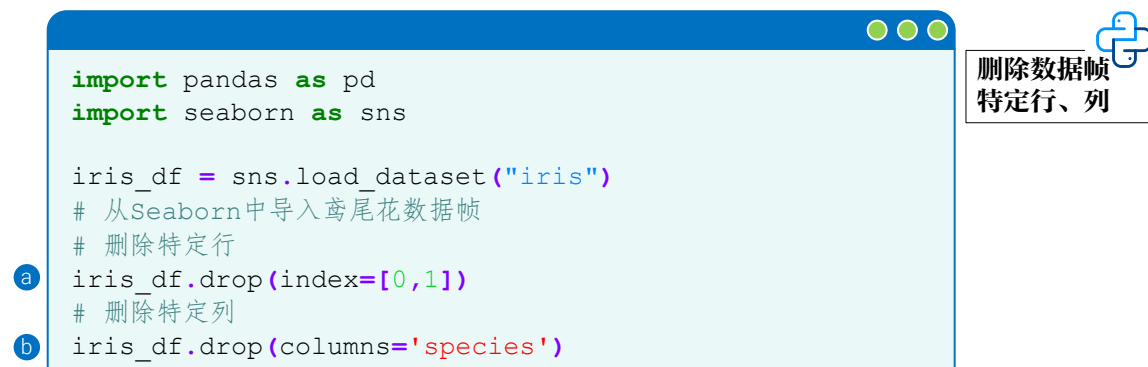 删除数据帧
特定行、列
import pandas as pd
import seaborn as sns
iris_df = sns.load_dataset("iris")
# 从Seaborn中导入鸢尾花数据帧
# 删除特定行
a iris_df.drop(index=[0,1])
# 删除特定列
b iris_df.drop(columns='species')